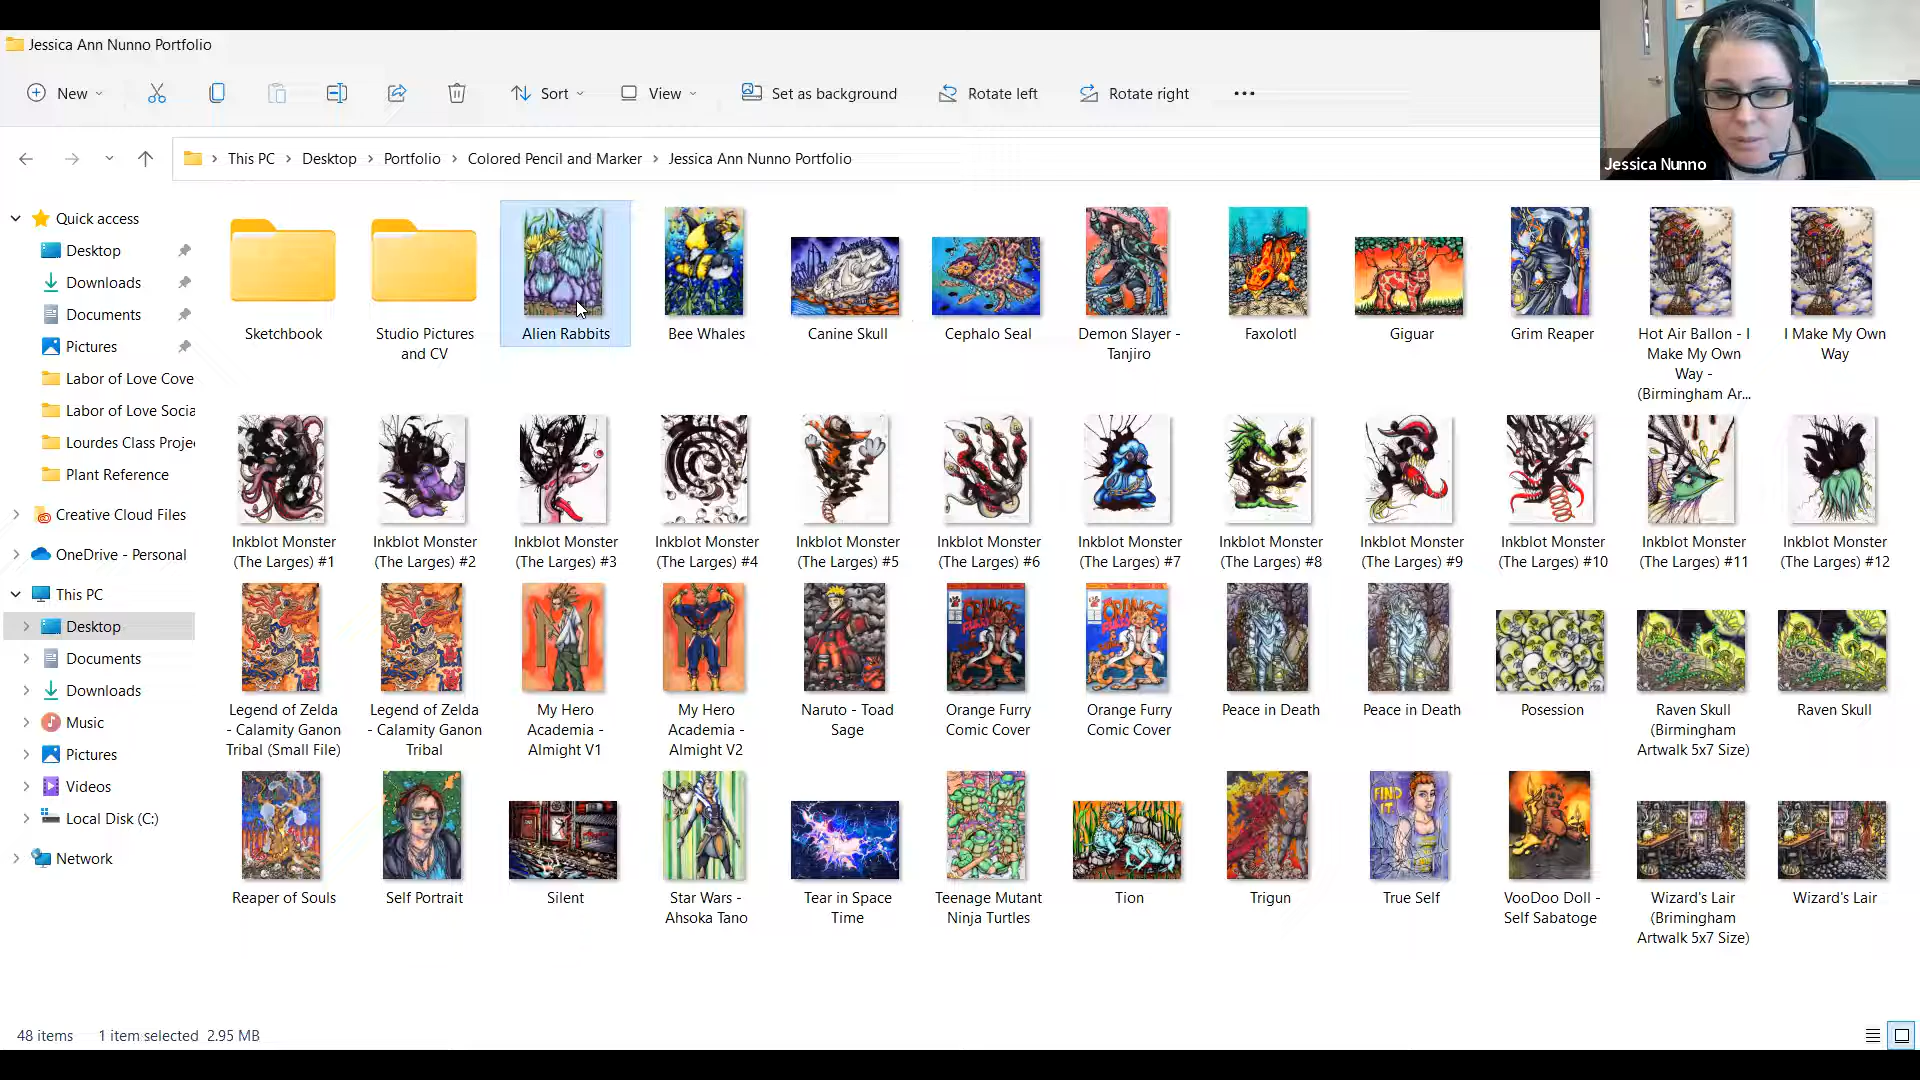 Jessica Ann Nunno Portfolio
New
Sort
View
Set as background
Rotate left
Rotate right
Jessica Nunno
This PC > Desktop > Portfolio > Colored Pencil and Marker > Jessica Ann Nunno Portfolio
Quick access
Desktop
Downloads
Documents
Pictures
Labor of Love Cove
Labor of Love Socia
Lourdes Class Proje
Plant Reference
Creative Cloud Files
OneDrive - Personal
This PC
Desktop
Documents
Downloads
Music
Pictures
Videos
Local Disk (C:)
Network
Sketchbook
Studio Pictures
and CV
Alien Rabbits
Bee Whales
Canine Skull
Cephalo Seal
Demon Slayer -
Tanjiro
Faxolotl
Giguar
Grim Reaper
Hot Air Ballon - I
Make My Own
Way -
(Birmingham Ar...
I Make My Own
Way
Inkblot Monster
(The Larges) #1
Inkblot Monster
(The Larges) #2
Inkblot Monster
(The Larges) #3
Inkblot Monster
(The Larges) #4
Inkblot Monster
(The Larges) #5
Inkblot Monster
(The Larges) #6
Inkblot Monster
(The Larges) #7
Inkblot Monster
(The Larges) #8
Inkblot Monster
(The Larges) #9
Inkblot Monster
(The Larges) #10
Inkblot Monster
(The Larges) #11
Inkblot Monster
(The Larges) #12
Legend of Zelda
- Calamity Ganon
Tribal (Small File)
Legend of Zelda
- Calamity Ganon
Tribal
My Hero
Academia -
Almight V1
My Hero
Academia -
Almight V2
Naruto - Toad
Sage
ORANGE
Orange Furry
Comic Cover
ORANGE
Orange Furry
Comic Cover
Peace in Death
Peace in Death
Posession
Raven Skull
(Birmingham
Artwalk 5x7 Size)
Raven Skull
Reaper of Souls
Self Portrait
Silent
Star Wars -
Ahsoka Tano
Tear in Space
Time
Teenage Mutant
Ninja Turtles
Tion
Trigun
FIND
IT
True Self
VooDoo Doll -
Self Sabatoge
Wizard's Lair
(Brimingham
Artwalk 5x7 Size)
Wizard's Lair
48 items
1 item selected 2.95 MB